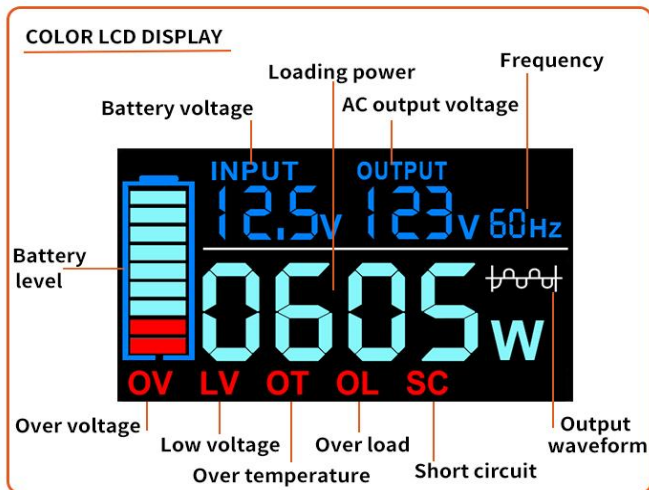 COLOR LCD DISPLAY
Frequency
Loading power
Battery voltage
AC output voltage
INPUT
OUTPUT
12.5V
123V
60Hz
Battery
level
0605W
OV LV OT OL SC
Over voltage
Low voltage
Over temperature
Over load
Short circuit
Output
waveform